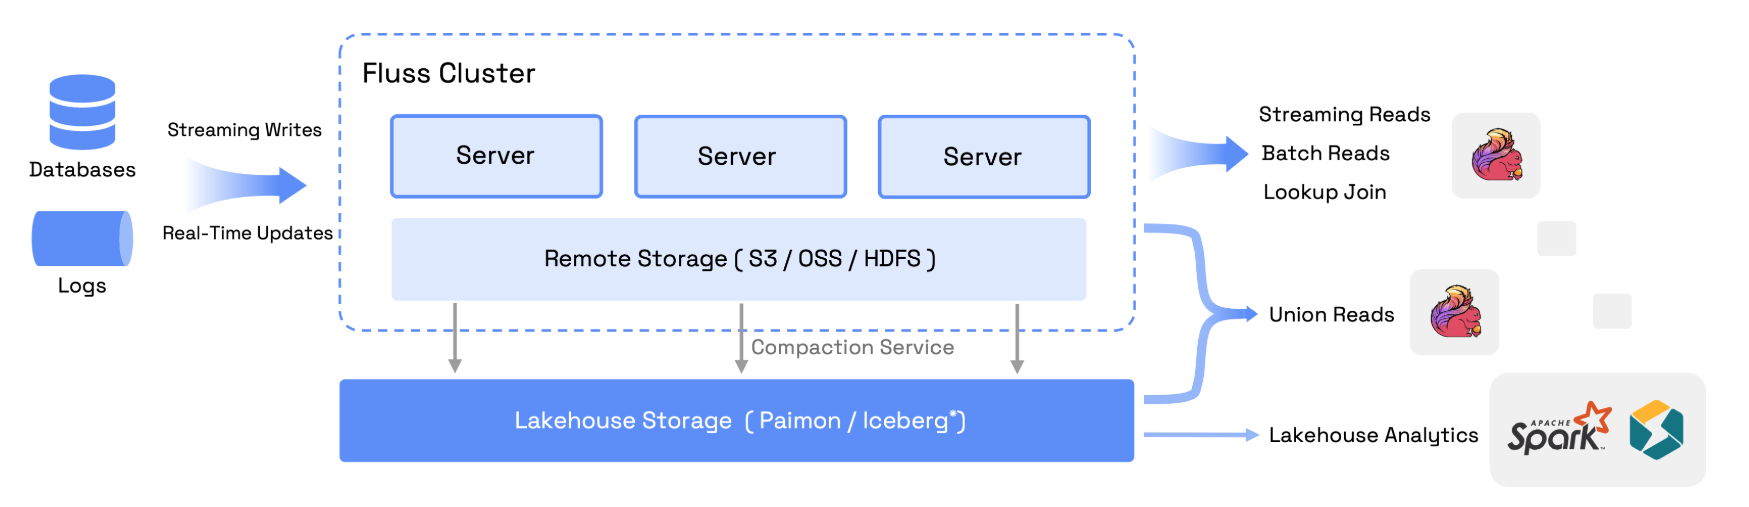 Fluss Cluster
Databases
Logs
Streaming Writes
Real-Time Updates
Server
Server
Server
Remote Storage ( S3 / OSS / HDFS )
Compaction Service
Lakehouse Storage ( Paimon / Iceberg*)
Streaming Reads
Batch Reads
Lookup Join
Union Reads
Lakehouse Analytics
APACHE
Spark™